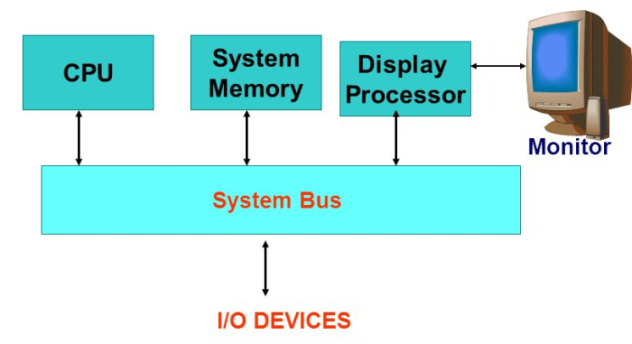 CPU
System
Memory
Display
Processor
Monitor
System Bus
I/O DEVICES